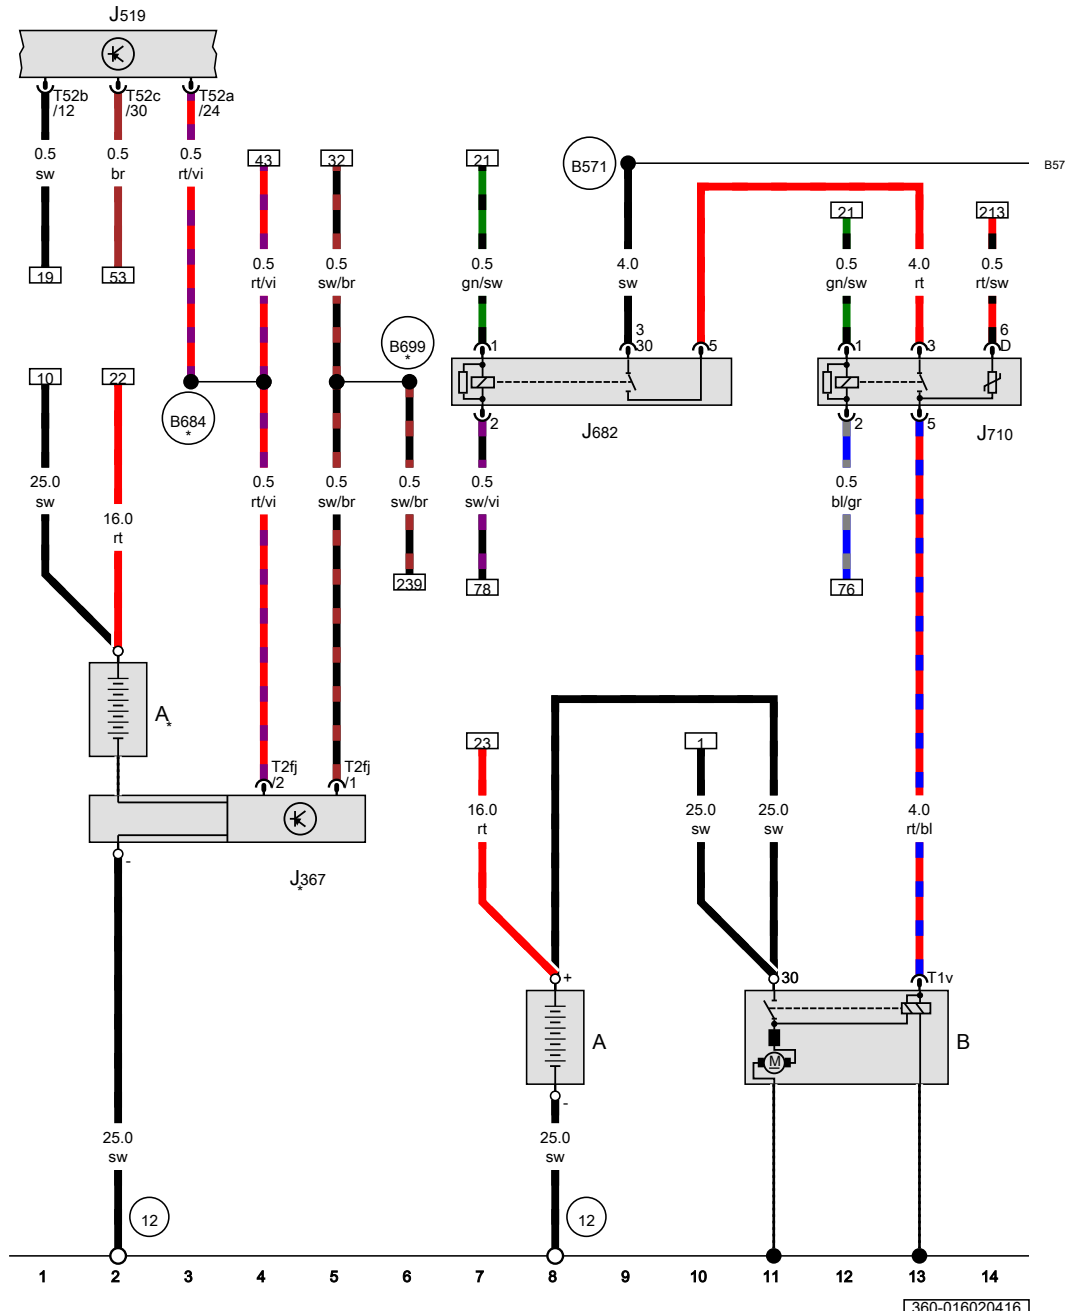 J519
T52b
/12
T52c
/30
T52a
/24
0.5
sw
0.5
br
0.5
rt/vi
43
32
21
B571
B57
21
213
19
53
0.5
rt/vi
0.5
sw/br
0.5
gn/sw
4.0
sw
0.5
gn/sw
4.0
rt
0.5
rt/sw
B699
*
1
3
30
5
1
3
6
D
10
22
B684
*
2
J682
2
5
J710
25.0
sw
16.0
rt
0.5
rt/vi
0.5
sw/br
0.5
sw/br
0.5
sw/vi
0.5
bl/gr
239
78
76
A*
23
1
T2fj
/2
T2fj
/1
16.0
rt
25.0
sw
25.0
sw
4.0
rt/bl
-
J367
*
+
30
T1v
A
M
B
-
25.0
sw
25.0
sw
12
12
1 2 3 4 5 6 7 8 9 10 11 12 13 14
360-016020416